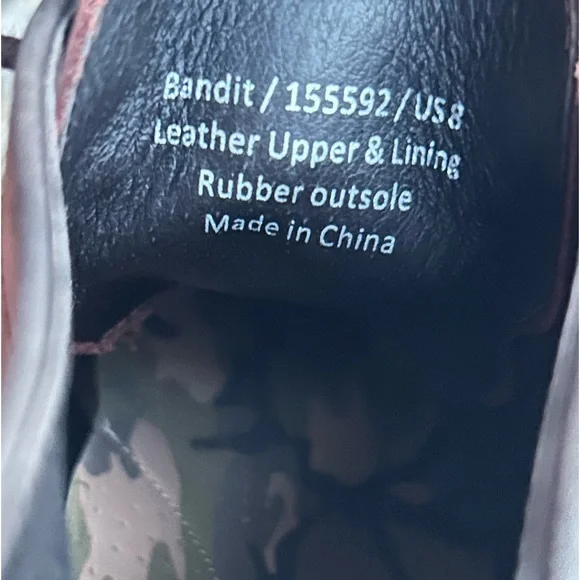 Bandit / 155592 / US 8
Leather Upper & Lining
Rubber outsole
Made in China